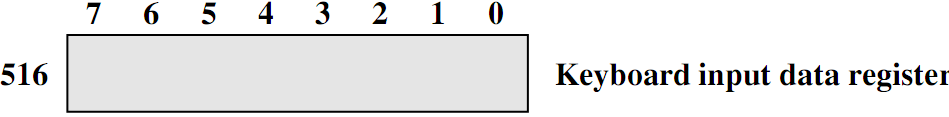 7 6 5 4 3 2 1 0
516 Keyboard input data register